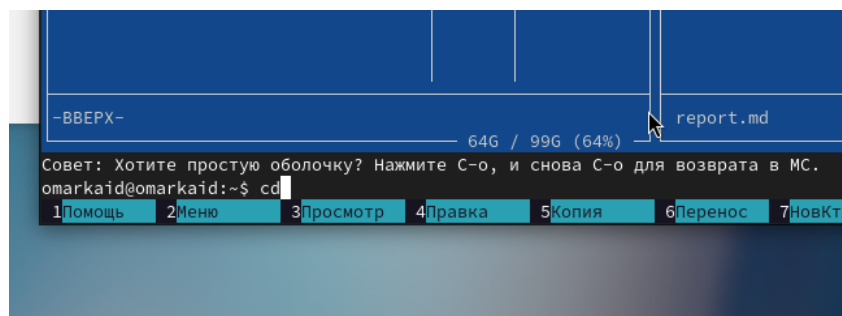 -ВВЕРХ-
report.md
64G / 99G (64%)
Совет: Хотите простую оболочку? Нажмите C-o, и снова C-o для возврата в MC.
omarkaid@omarkaid:~$ cd
1Помощь 2Меню 3Просмотр 4Правка 5Копия 6Перенос 7НовКт